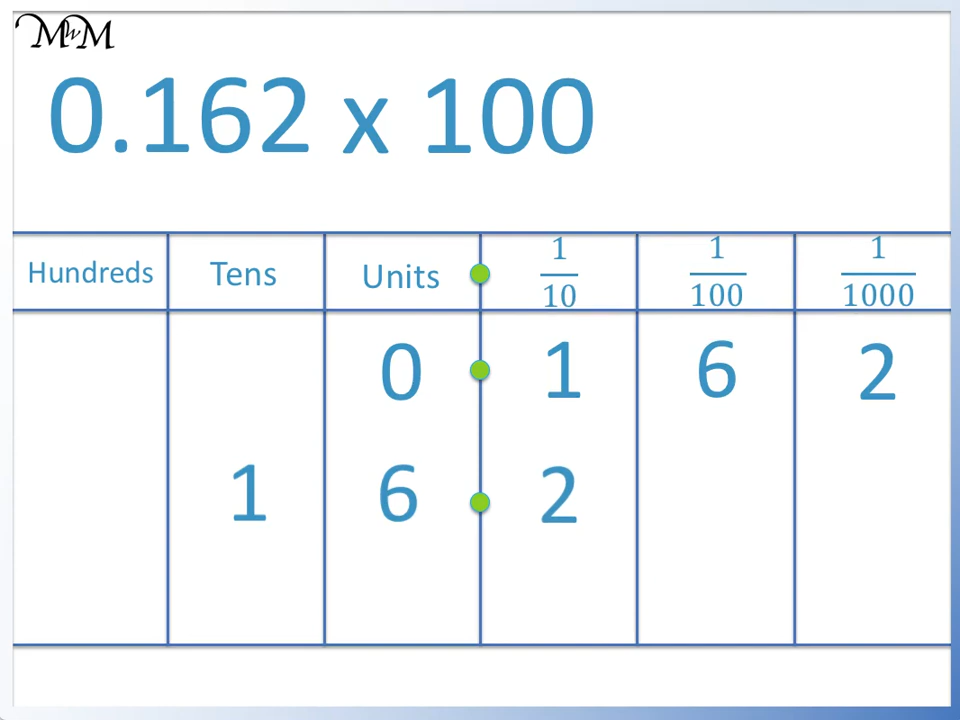 MwM
0.162 x 100
Hundreds Tens Units 1/10 1/100 1/1000
0 . 1 6 2
1 6 . 2